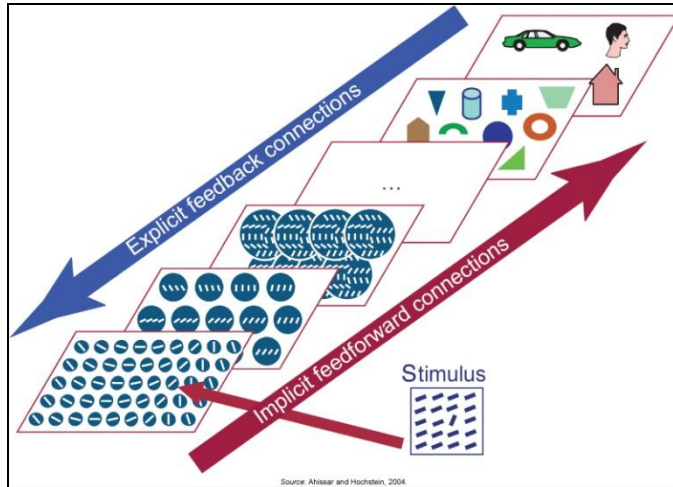 Explicit feedback connections
...
Implicit feedforward connections
Stimulus
Source: Ahissar and Hochstein, 2004.